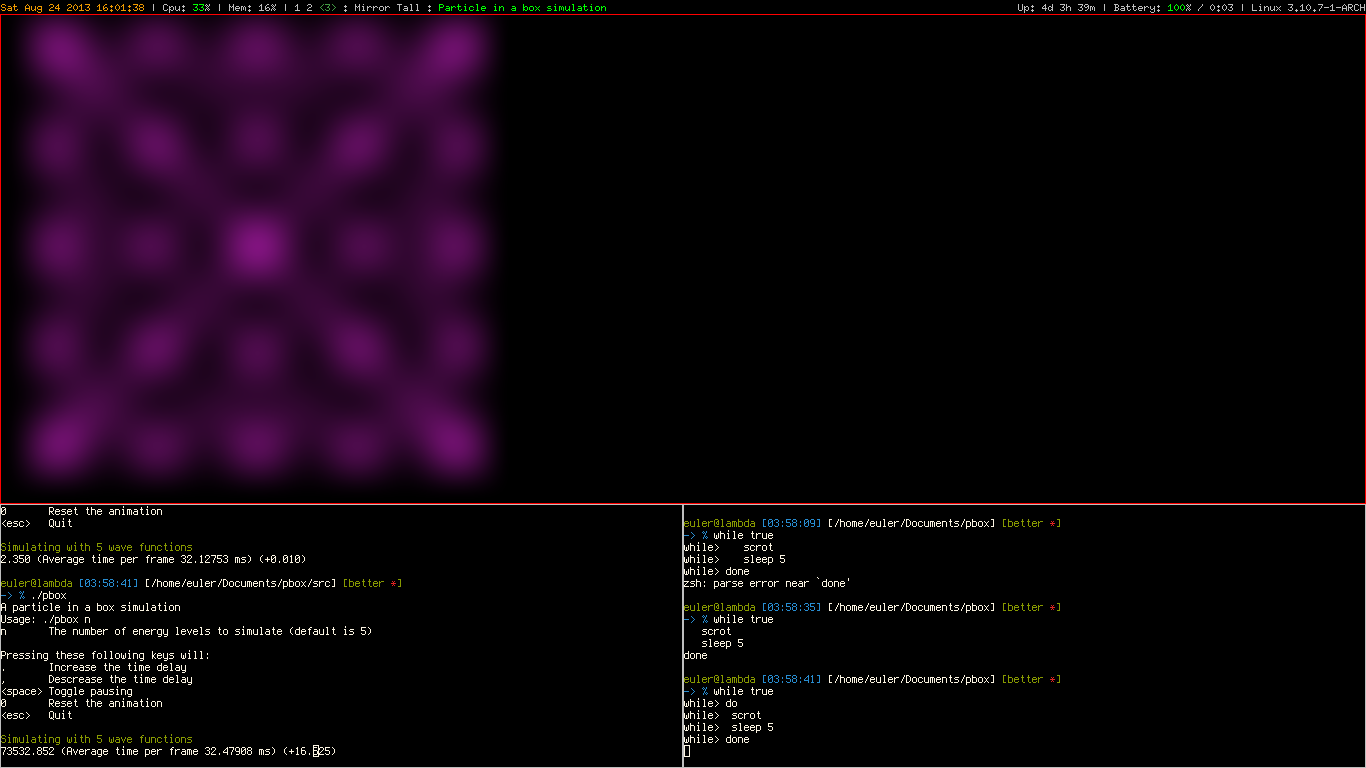 Sat Aug 24 2013 16:01:38 | Cpu: 33% | Mem: 16% | 1 2 <3> : Mirror Tall : Particle in a box simulation Up: 4d 3h 39m | Battery: 100% / 0:03 | Linux 3.10.7-1-ARCH
0 Reset the animation
<esc> Quit
Simulating with 5 wave functions
2.350 (Average time per frame 32.12753 ms) (+0.010)
euler@lambda [03:58:41] [/home/euler/Documents/pbox/src] [better *]
-> % ./pbox
A particle in a box simulation
Usage: ./pbox n
n The number of energy levels to simulate (default is 5)
Pressing these following keys will:
. Increase the time delay
, Descrease the time delay
<space> Toggle pausing
0 Reset the animation
<esc> Quit
Simulating with 5 wave functions
73532.852 (Average time per frame 32.47908 ms) (+16.525)
euler@lambda [03:58:09] [/home/euler/Documents/pbox] [better *]
-> % while true
while> scrot
while> sleep 5
while> done
zsh: parse error near `done'
euler@lambda [03:58:35] [/home/euler/Documents/pbox] [better *]
-> % while true
scrot
sleep 5
done
euler@lambda [03:58:41] [/home/euler/Documents/pbox] [better *]
-> % while true
while> do
while> scrot
while> sleep 5
while> done